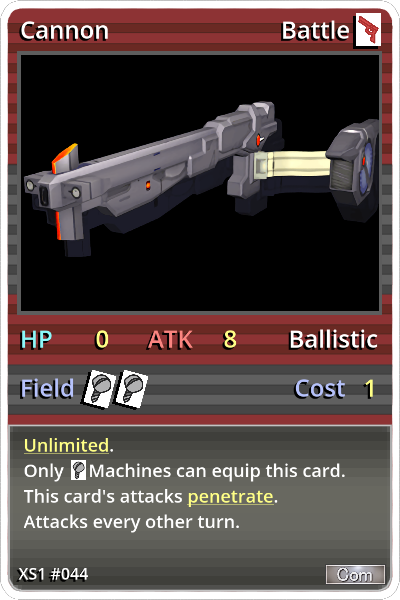 Cannon Battle
HP 0 ATK 8 Ballistic
Field Cost 1
Unlimited.
Only Machines can equip this card.
This card's attacks penetrate.
Attacks every other turn.
XS1 #044 Com